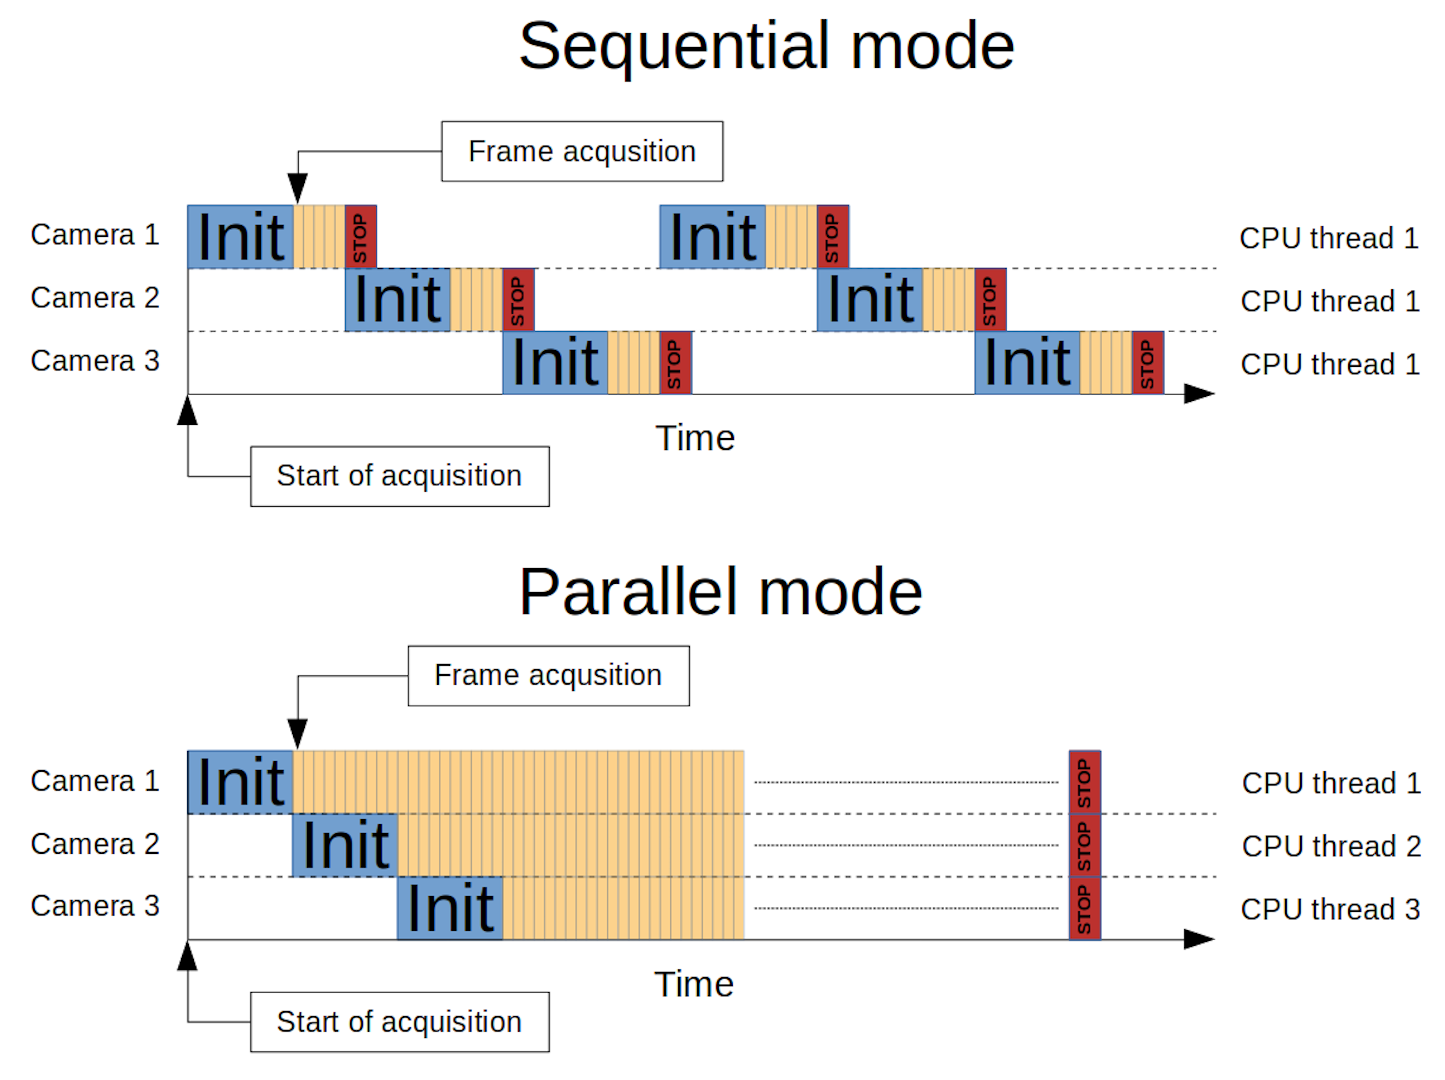 Sequential mode
Frame acqusition
Camera 1 Init STOP Init STOP CPU thread 1
Camera 2 Init STOP Init STOP CPU thread 1
Camera 3 Init STOP Init STOP CPU thread 1
Time
Start of acquisition
Parallel mode
Frame acqusition
Camera 1 Init STOP CPU thread 1
Camera 2 Init STOP CPU thread 2
Camera 3 Init STOP CPU thread 3
Time
Start of acquisition